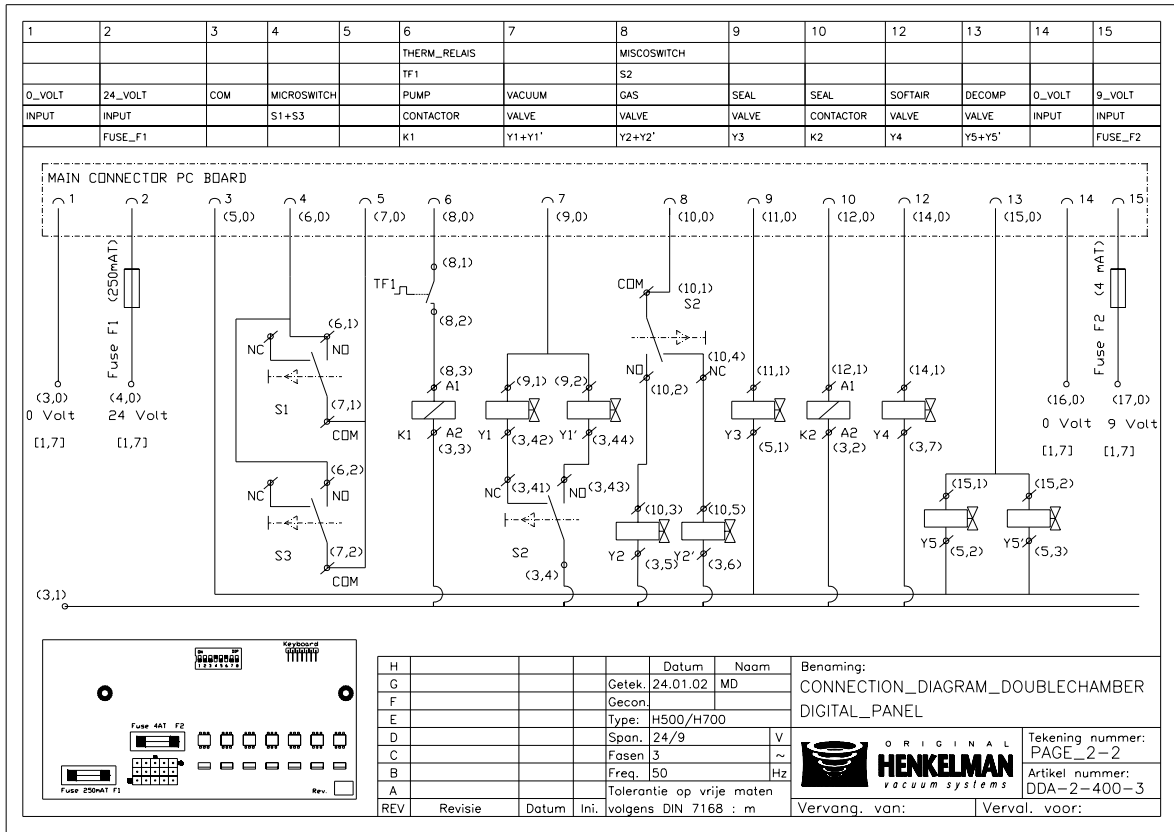 1 2 3 4 5 6 7 8 9 10 12 13 14 15
THERM_RELAIS MISCOSWITCH
TF1 S2
0_VOLT 24_VOLT COM MICROSWITCH PUMP VACUUM GAS SEAL SEAL SOFTAIR DECOMP 0_VOLT 9_VOLT
INPUT INPUT S1+S3 CONTACTOR VALVE VALVE VALVE CONTACTOR VALVE VALVE INPUT INPUT
FUSE_F1 K1 Y1+Y1' Y2+Y2' Y3 K2 Y4 Y5+Y5' FUSE_F2
MAIN CONNECTOR PC BOARD
1 2 3 4 5 6 7 8 9 10 12 13 14 15
(5,0) (6,0) (7,0) (8,0) (9,0) (10,0) (11,0) (12,0) (14,0) (15,0)
Fuse F1 (250mAT)
Fuse F2 (4 mAT)
(8,1)
TF1
(8,2)
COM (10,1)
S2
(6,1)
NC NO
S1
(7,1)
COM
(8,3) A1
K1 A2
(3,3)
(9,1) (9,2)
Y1 (3,42) Y1' (3,44)
NO (10,2) (10,4) NC
(11,1)
Y3 (5,1)
(12,1)
A1
K2 A2
(3,2)
(14,1)
Y4 (3,7)
(3,0)
0 Volt
[1,7]
(4,0)
24 Volt
[1,7]
(16,0)
0 Volt
[1,7]
(17,0)
9 Volt
[1,7]
(6,2)
NC NO
S3
(7,2)
COM
NC (3,41) NO (3,43)
S2
(3,4)
(10,3) (10,5)
Y2 (3,5) Y2' (3,6)
(15,1) (15,2)
Y5 (5,2) Y5' (5,3)
(3,1)
Keyboard
ON DIP
1 2 3 4 5 6 7 8
Fuse 4AT F2
Fuse 250mAT F1
Rev.
H Datum Naam
G Getek. 24.01.02 MD
F Gecon.
E Type: H500/H700
D Span. 24/9 V
C Fasen 3 ~
B Freq. 50 Hz
A Tolerantie op vrije maten
REV Revisie Datum Ini. volgens DIN 7168 : m
Benaming:
CONNECTION_DIAGRAM_DOUBLECHAMBER
DIGITAL_PANEL
ORIGINAL
HENKELMAN
vacuum systems
Tekening nummer:
PAGE_2-2
Artikel nummer:
DDA-2-400-3
Vervang. van: Verval. voor: